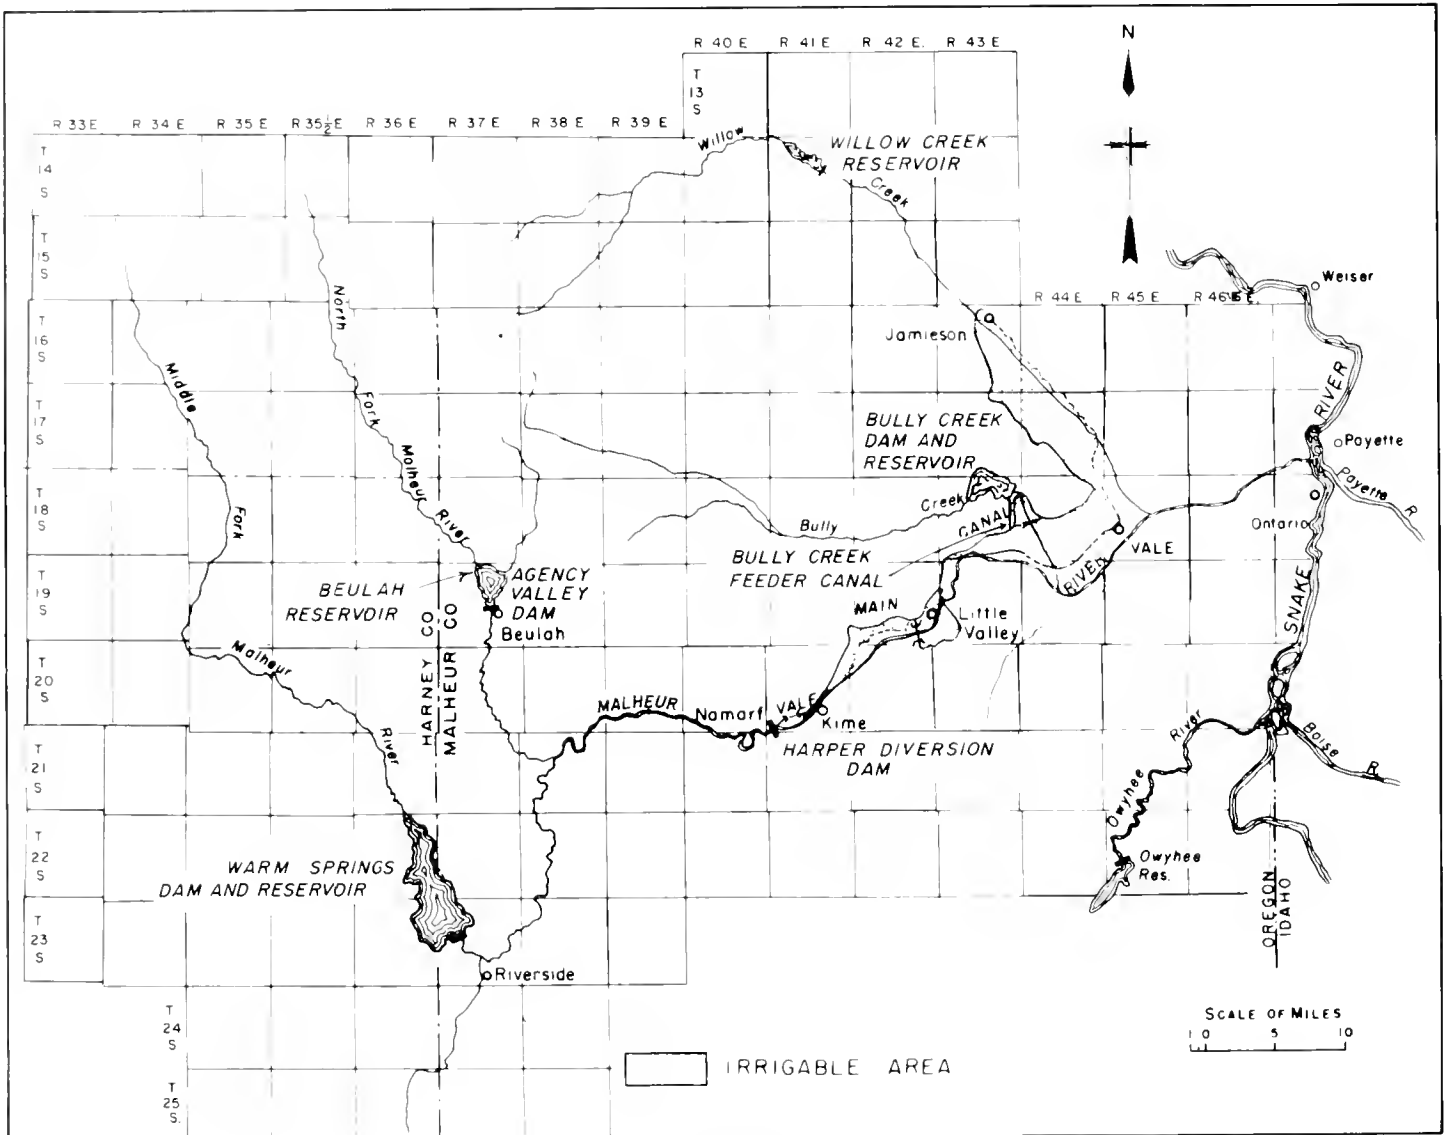 N
R 40 E R 41 E R 42 E. R 43 E
T
13
S
R 33E R 34 E R 35 E R 35½E R 36 E R 37 E R 38 E R 39 E
T
14
S
Willow
WILLOW CREEK
RESERVOIR
Creek
T
15
S
Weiser
R 44 E R 45 E
T
16
S
North
Jamieson
Middle
RIVER
T
17
S
Fork
BULLY CREEK
DAM AND
RESERVOIR
Payette
Malheur
Payette R
T
18
S
Fork
River
Creek
Bully
CANAL
Ontario
VALE
BULLY CREEK
FEEDER CANAL
RIVER
T
19
S
BEULAH
RESERVOIR
AGENCY
VALLEY
DAM
Beulah
MAIN
Little
Valley
SNAKE
HARNEY CO
MALHEUR CO
T
20
S
Malheur
MALHEUR
Namarf
VALE
Kime
River
River
Boise R.
HARPER DIVERSION
DAM
T
21
S
Owyhee
T
22
S
WARM SPRINGS
DAM AND RESERVOIR
Owyhee
Res.
OREGON
IDAHO
T
23
S
Riverside
T
24
S
SCALE OF MILES
1 0 5 10
IRRIGABLE AREA
T
25
S.